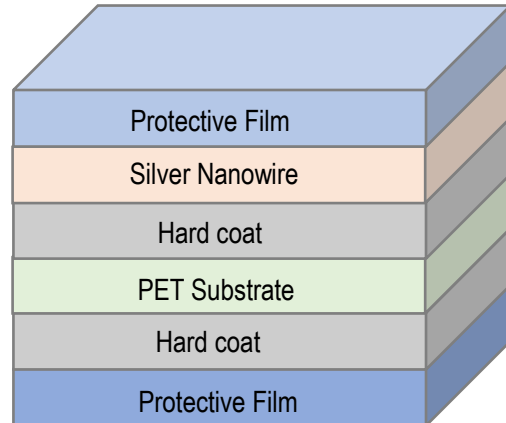 Protective Film
Silver Nanowire
Hard coat
PET Substrate
Hard coat
Protective Film